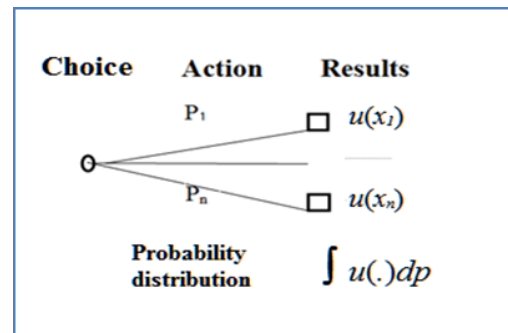 Choice Action Results
P₁ u(x₁)
Pₙ u(xₙ)
Probability
distribution ∫ u(.)dp